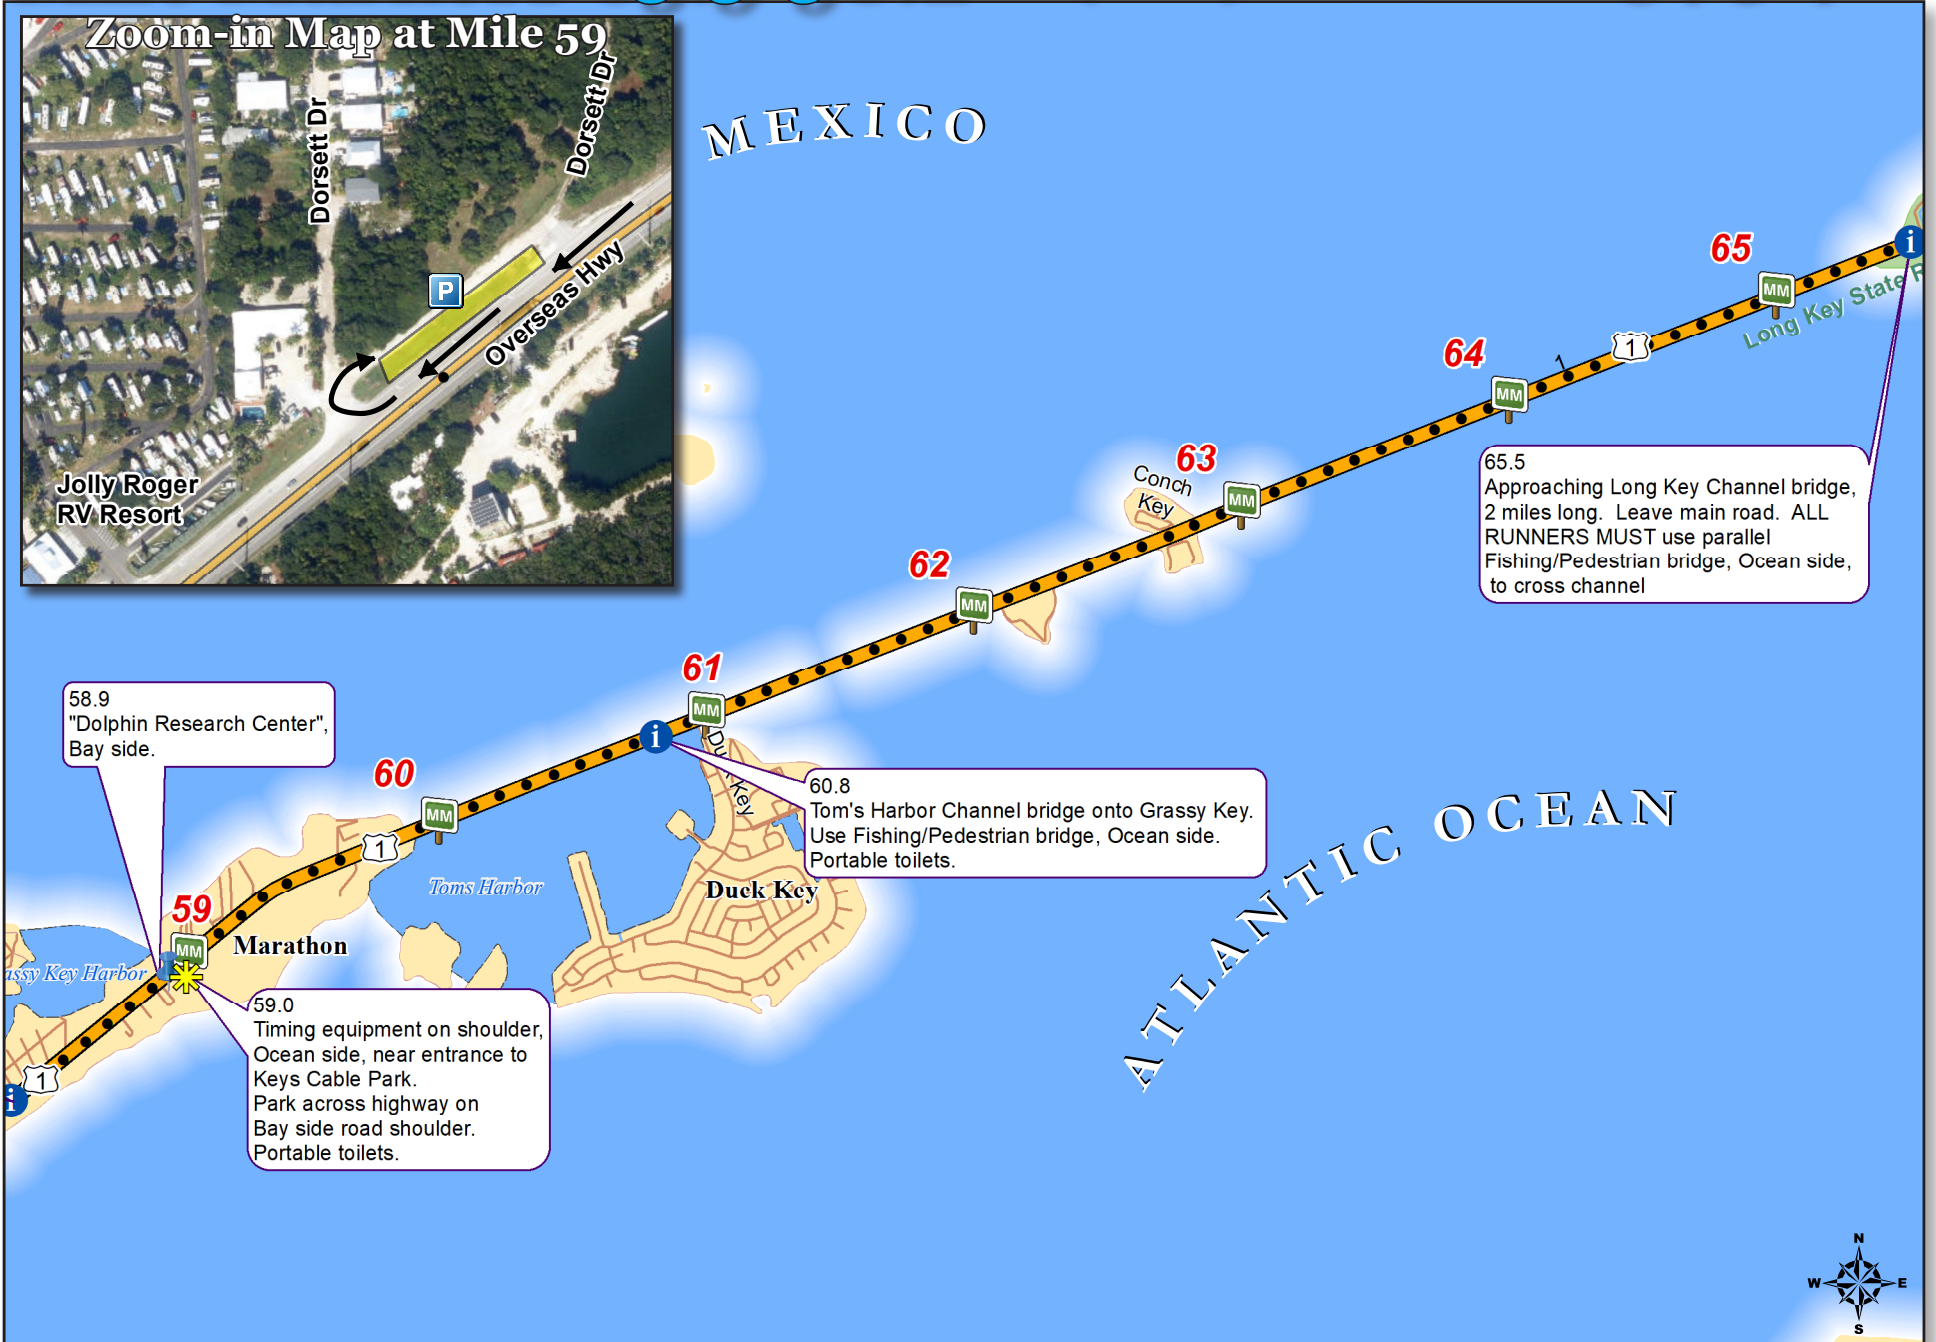 Zoom-in Map at Mile 59
Dorsett Dr
Dorsett Dr
P
Overseas Hwy
Jolly Roger
RV Resort
MEXICO
65
MM
i
Long Key State
64
MM
1
1
63
MM
Conch
Key
65.5
Approaching Long Key Channel bridge,
2 miles long.  Leave main road.  ALL
RUNNERS MUST use parallel
Fishing/Pedestrian bridge, Ocean side,
to cross channel
62
MM
61
MM
i
Key
58.9
"Dolphin Research Center",
Bay side.
60
MM
1
60.8
Tom's Harbor Channel bridge onto Grassy Key.
Use Fishing/Pedestrian bridge, Ocean side.
Portable toilets.
Toms Harbor
Duck Key
ATLANTIC OCEAN
59
MM
Marathon
assy Key Harbor
59.0
Timing equipment on shoulder,
Ocean side, near entrance to
Keys Cable Park.
Park across highway on
Bay side road shoulder.
Portable toilets.
1
i
N
W E
S